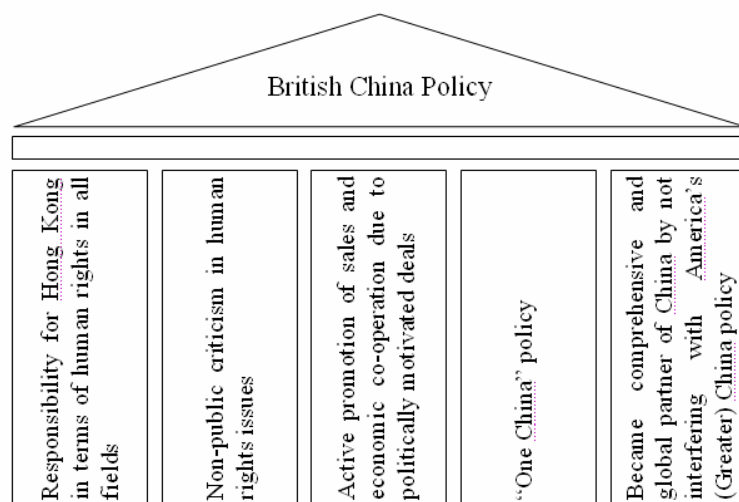 British China Policy
Responsibility for Hong Kong
in terms of human rights in all
fields
Non-public criticism in human
rights issues
Active promotion of sales and
economic co-operation due to
politically motivated deals
“One China” policy
Became comprehensive and
global partner of China by not
interfering with America’s
(Greater) China policy